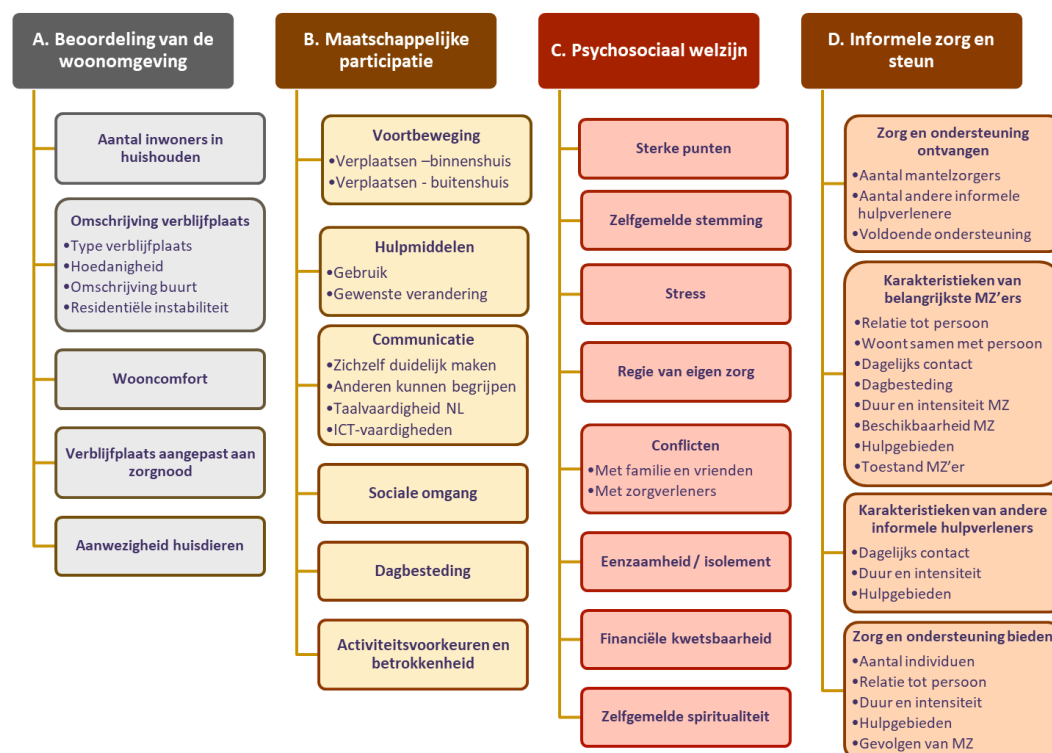 A. Beoordeling van de
woonomgeving
Aantal inwoners in
huishouden
Omschrijving verblijfplaats
•Type verblijfplaats
•Hoedanigheid
•Omschrijving buurt
•Residentiële instabiliteit
Wooncomfort
Verblijfplaats aangepast aan
zorgnood
Aanwezigheid huisdieren
B. Maatschappelijke
participatie
Voortbeweging
•Verplaatsen –binnenshuis
•Verplaatsen - buitenshuis
Hulpmiddelen
•Gebruik
•Gewenste verandering
Communicatie
•Zichzelf duidelijk maken
•Anderen kunnen begrijpen
•Taalvaardigheid NL
•ICT-vaardigheden
Sociale omgang
Dagbesteding
Activiteitsvoorkeuren en
betrokkenheid
C. Psychosociaal welzijn
Sterke punten
Zelfgemelde stemming
Stress
Regie van eigen zorg
Conflicten
•Met familie en vrienden
•Met zorgverleners
Eenzaamheid / isolement
Financiële kwetsbaarheid
Zelfgemelde spiritualiteit
D. Informele zorg en
steun
Zorg en ondersteuning
ontvangen
•Aantal mantelzorgers
•Aantal andere informele
hulpverlenere
•Voldoende ondersteuning
Karakteristieken van
belangrijkste MZ’ers
•Relatie tot persoon
•Woont samen met persoon
•Dagelijks contact
•Dagbesteding
•Duur en intensiteit MZ
•Beschikbaarheid MZ
•Hulpgebieden
•Toestand MZ’er
Karakteristieken van andere
informele hulpverleners
•Dagelijks contact
•Duur en intensiteit
•Hulpgebieden
Zorg en ondersteuning bieden
•Aantal individuen
•Relatie tot persoon
•Duur en intensiteit
•Hulpgebieden
•Gevolgen van MZ